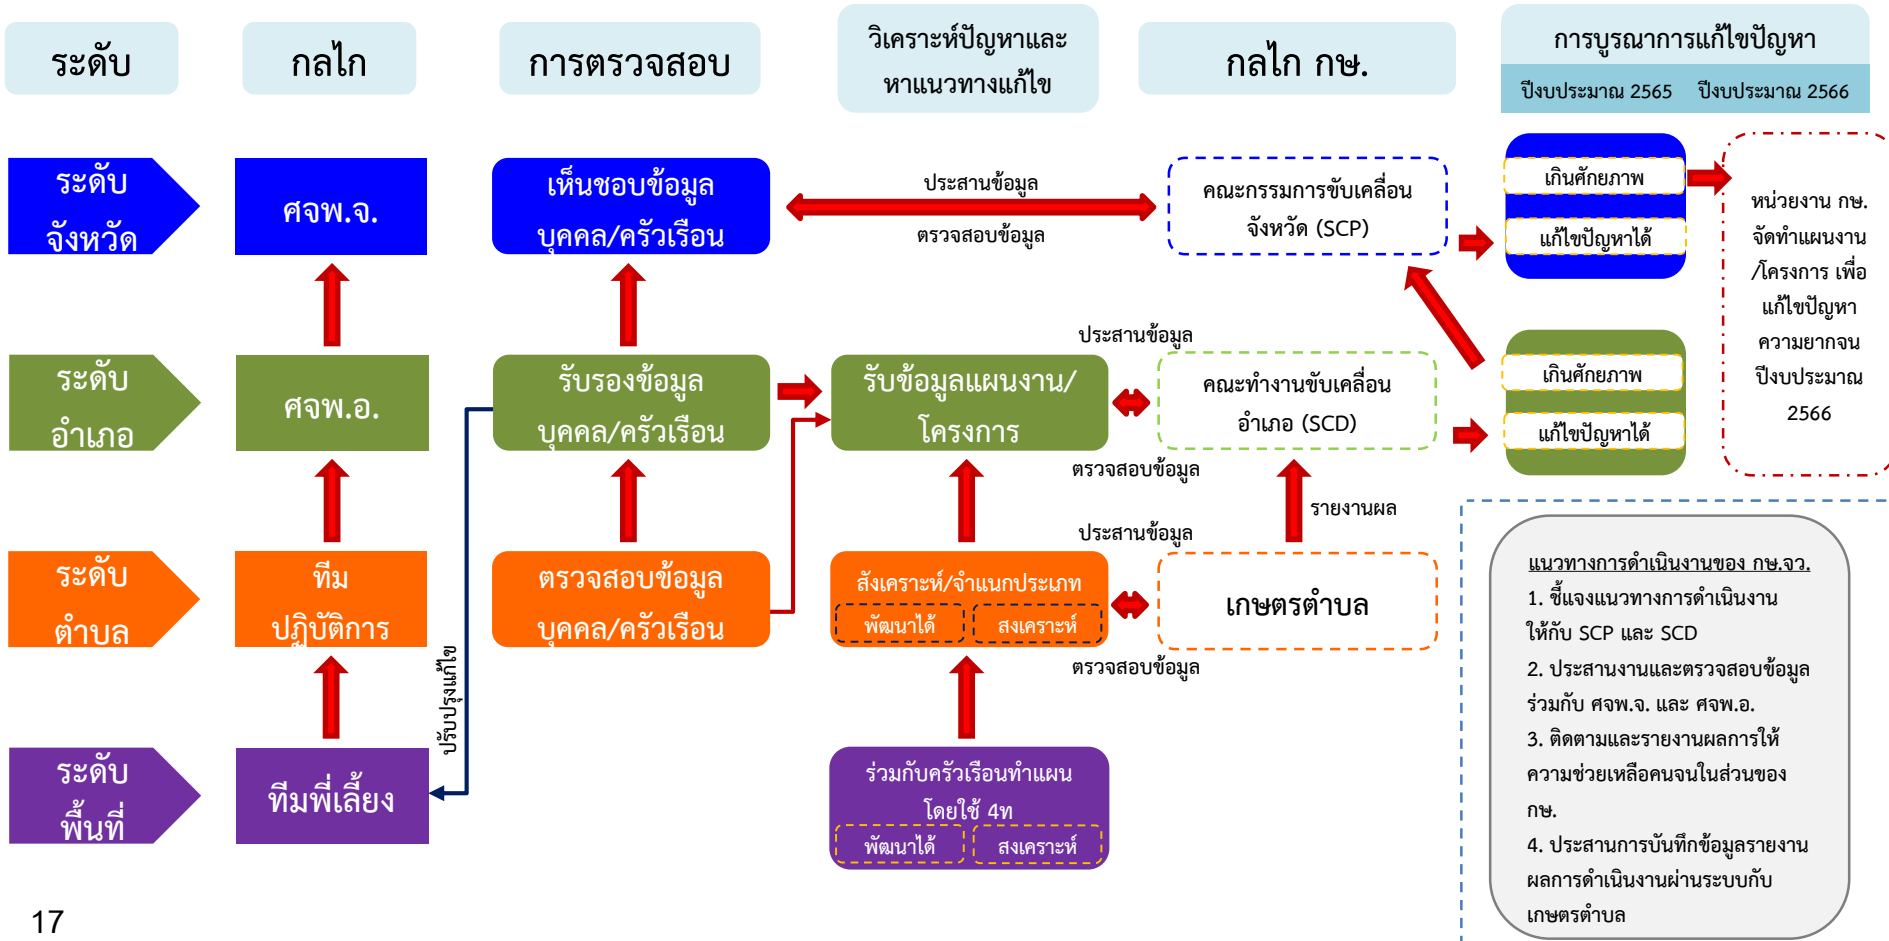 ระดับ
กลไก
การตรวจสอบ
วิเคราะห์ปัญหาและ
หาแนวทางแก้ไข
กลไก กษ.
การบูรณาการแก้ไขปัญหา
ปีงบประมาณ 2565
ปีงบประมาณ 2566
ระดับ
จังหวัด
ศจพ.จ.
เห็นชอบข้อมูล
บุคคล/ครัวเรือน
ประสานข้อมูล
ตรวจสอบข้อมูล
คณะกรรมการขับเคลื่อน
จังหวัด (SCP)
เกินศักยภาพ
แก้ไขปัญหาได้
หน่วยงาน กษ.
จัดทำแผนงาน
/โครงการ เพื่อ
แก้ไขปัญหา
ความยากจน
ปีงบประมาณ
2566
ระดับ
อำเภอ
ศจพ.อ.
รับรองข้อมูล
บุคคล/ครัวเรือน
รับข้อมูลแผนงาน/
โครงการ
ประสานข้อมูล
ตรวจสอบข้อมูล
คณะทำงานขับเคลื่อน
อำเภอ (SCD)
เกินศักยภาพ
แก้ไขปัญหาได้
รายงานผล
ระดับ
ตำบล
ทีม
ปฏิบัติการ
ตรวจสอบข้อมูล
บุคคล/ครัวเรือน
สังเคราะห์/จำแนกประเภท
พัฒนาได้
สงเคราะห์
ประสานข้อมูล
ตรวจสอบข้อมูล
เกษตรตำบล
ปรับปรุงแก้ไข
ระดับ
พื้นที่
ทีมพี่เลี้ยง
ร่วมกับครัวเรือนทำแผน
โดยใช้ 4ท
พัฒนาได้
สงเคราะห์
แนวทางการดำเนินงานของ กษ.จว.
1. ชี้แจงแนวทางการดำเนินงาน
ให้กับ SCP และ SCD
2. ประสานงานและตรวจสอบข้อมูล
ร่วมกับ ศจพ.จ. และ ศจพ.อ.
3. ติดตามและรายงานผลการให้
ความช่วยเหลือคนจนในส่วนของ
กษ.
4. ประสานการบันทึกข้อมูลรายงาน
ผลการดำเนินงานผ่านระบบกับ
เกษตรตำบล
17